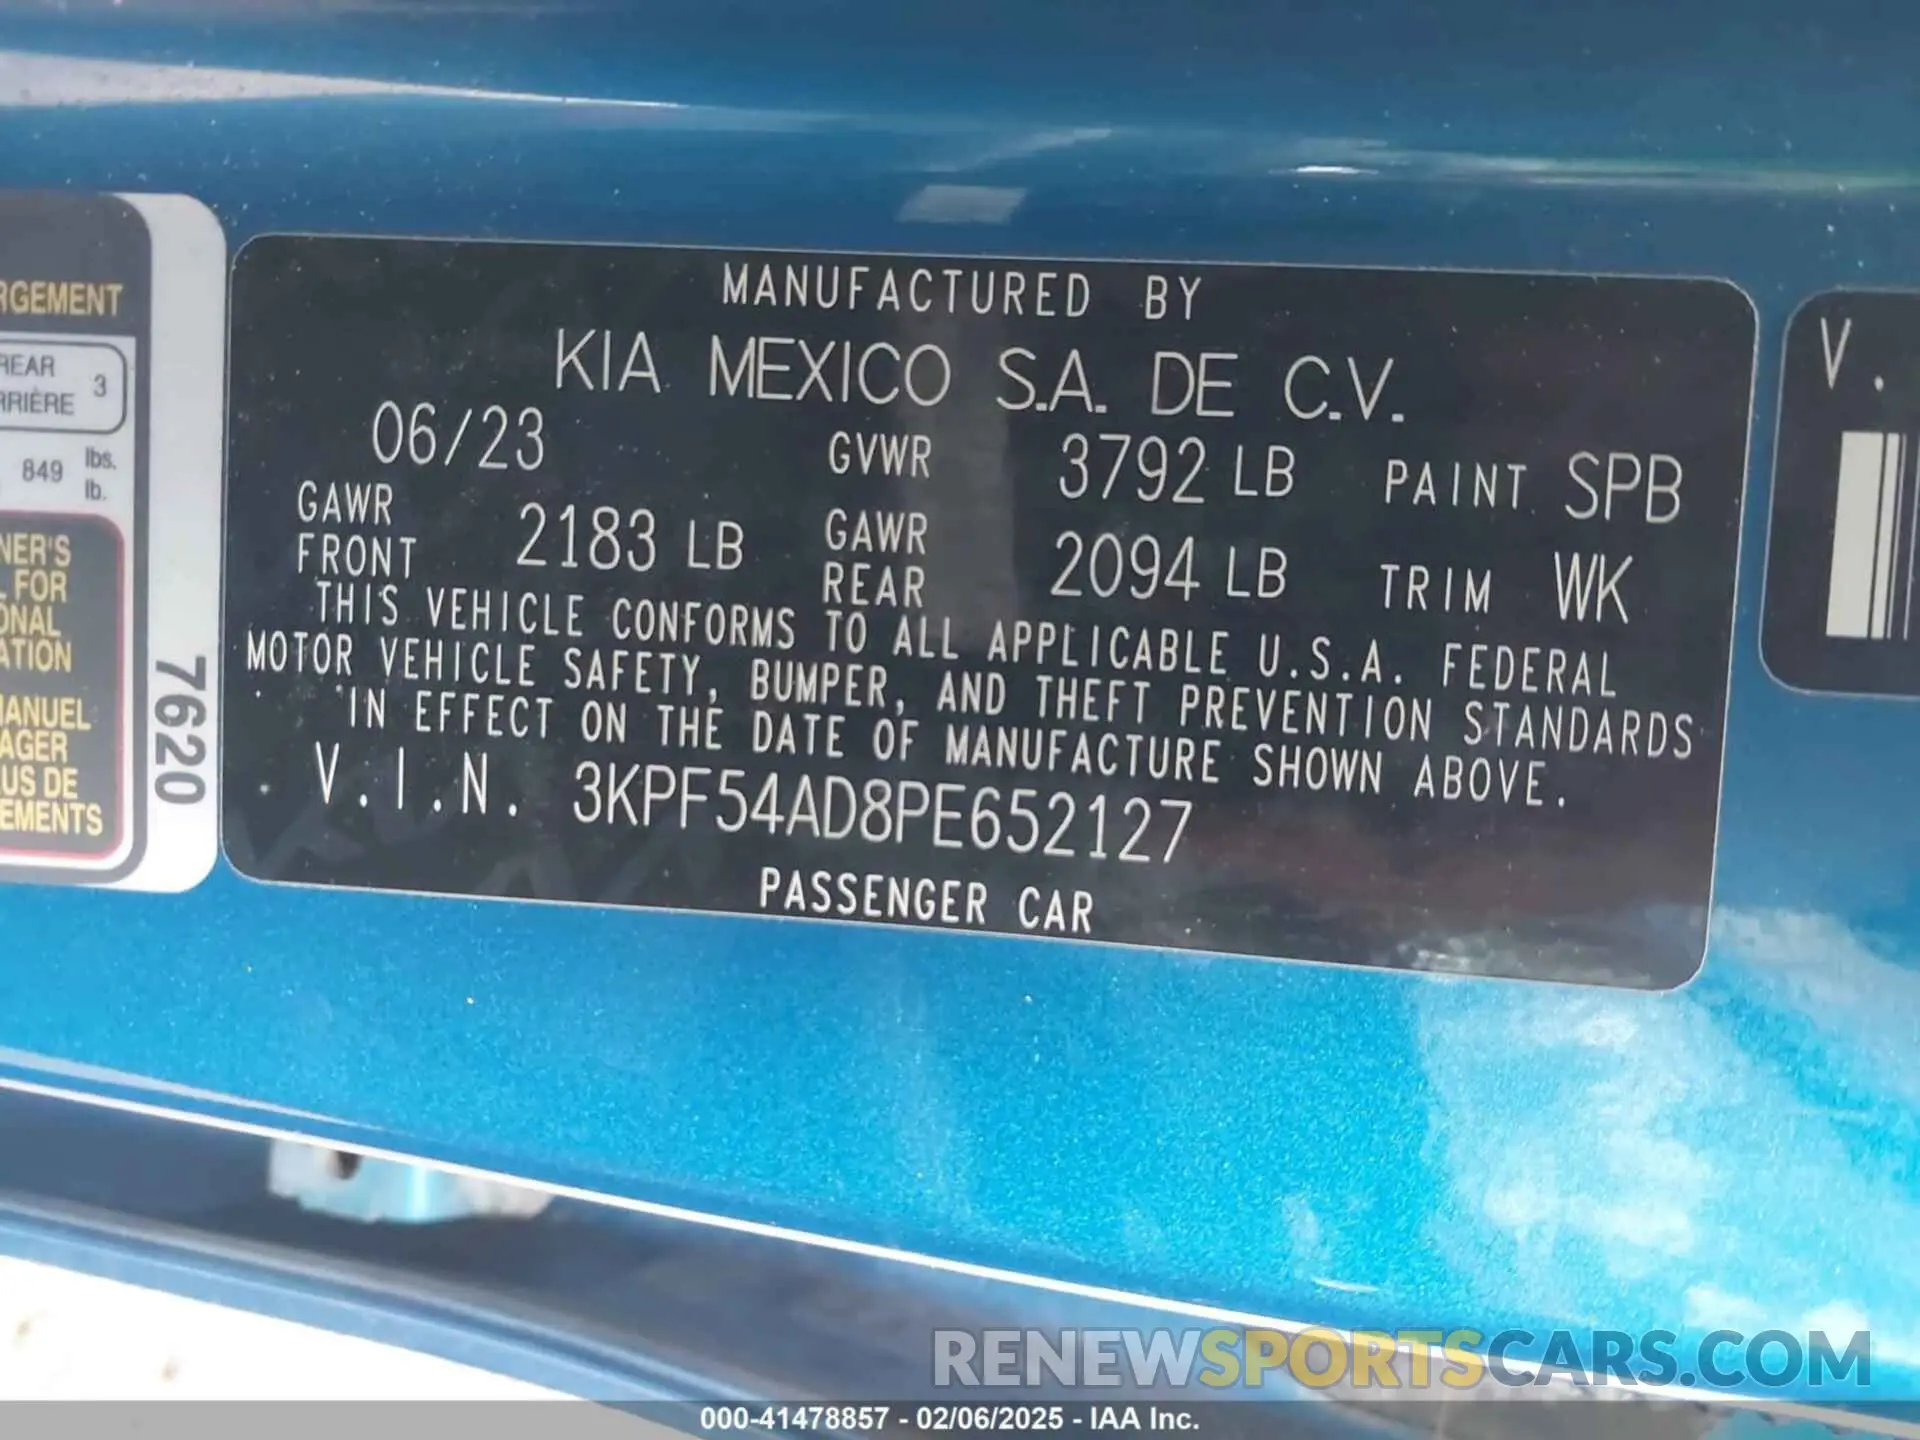 RGEMENT
REAR 3
RRIÈRE
849 lbs.
lb.
NER'S
L FOR
ONAL
ATION
MANUEL
AGER
US DE
EMENTS
7620
MANUFACTURED BY
KIA MEXICO S.A. DE C.V.
06/23 GVWR 3792 LB PAINT SPB
GAWR
FRONT 2183 LB GAWR
REAR 2094 LB TRIM WK
THIS VEHICLE CONFORMS TO ALL APPLICABLE U.S.A. FEDERAL
MOTOR VEHICLE SAFETY, BUMPER, AND THEFT PREVENTION STANDARDS
IN EFFECT ON THE DATE OF MANUFACTURE SHOWN ABOVE.
V.I.N. 3KPF54AD8PE652127
PASSENGER CAR
V.
RENEWSPORTSCARS.COM
000-41478857 - 02/06/2025 - IAA Inc.